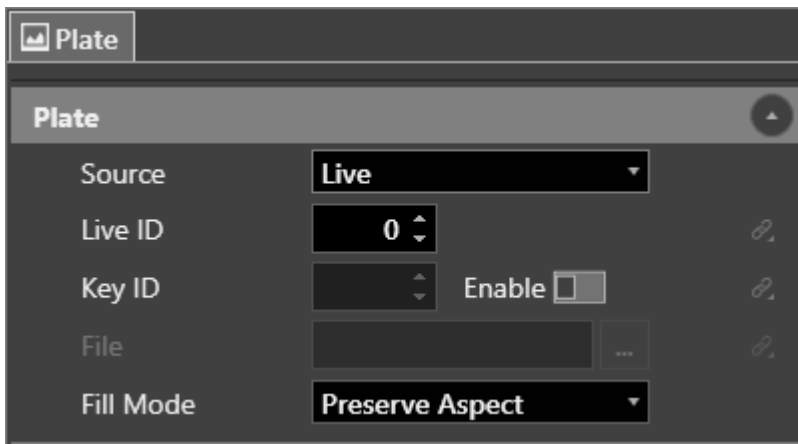 Plate
Plate
Source Live
Live ID 0
Key ID Enable
File ...
Fill Mode Preserve Aspect